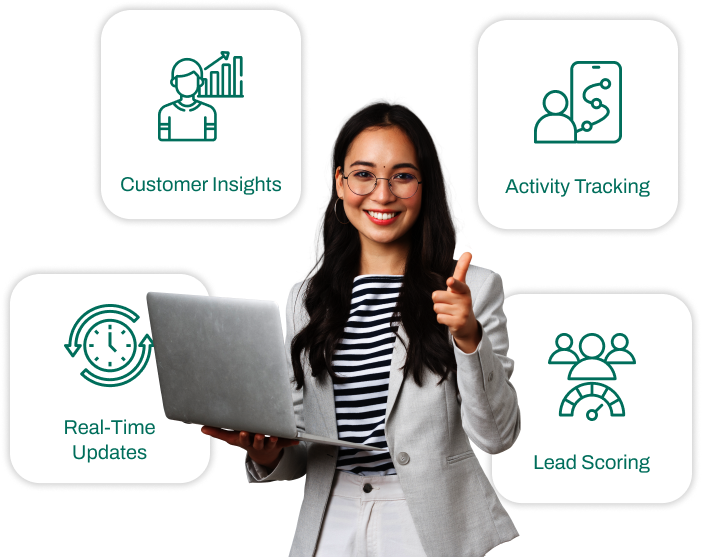 Customer Insights
Activity Tracking
Real-Time
Updates
Lead Scoring